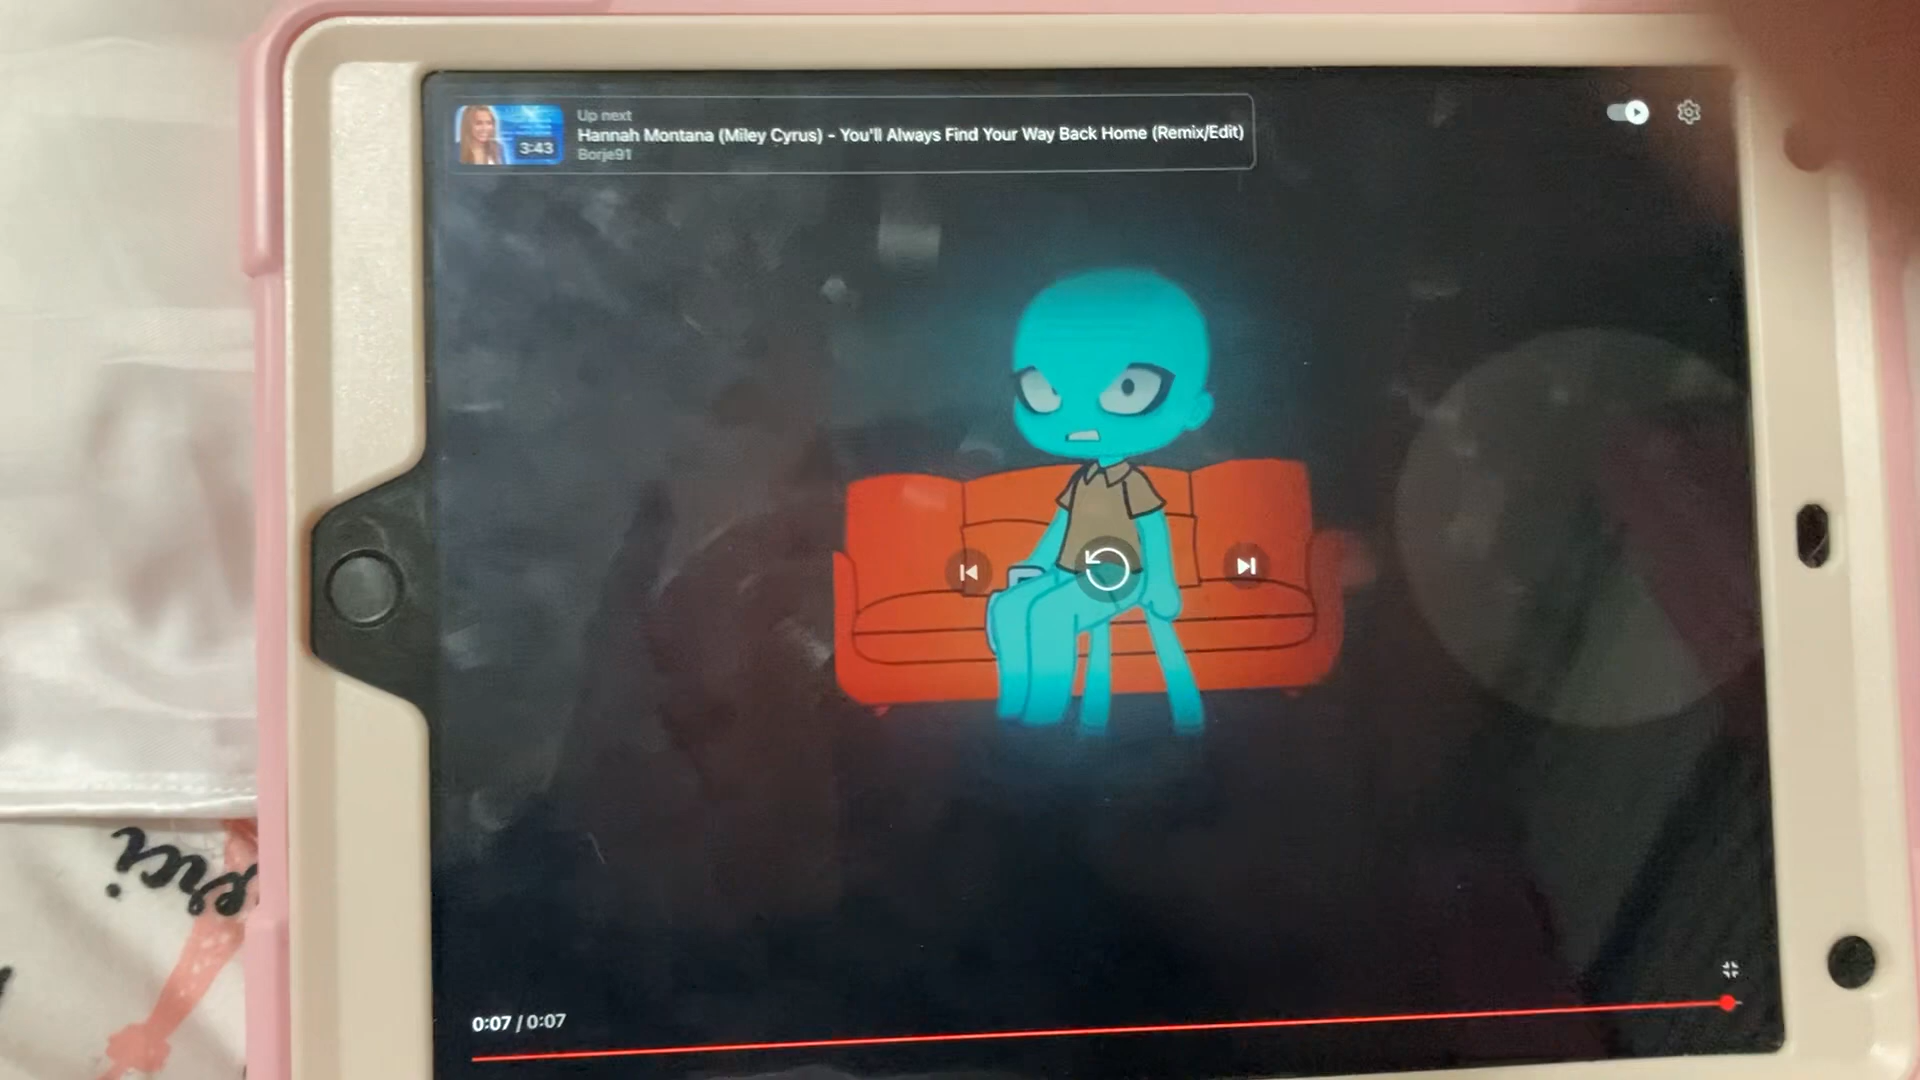 Up next
Hannah Montana (Miley Cyrus) - You'll Always Find Your Way Back Home (Remix/Edit)
3:43
Borje91
0:07 / 0:07